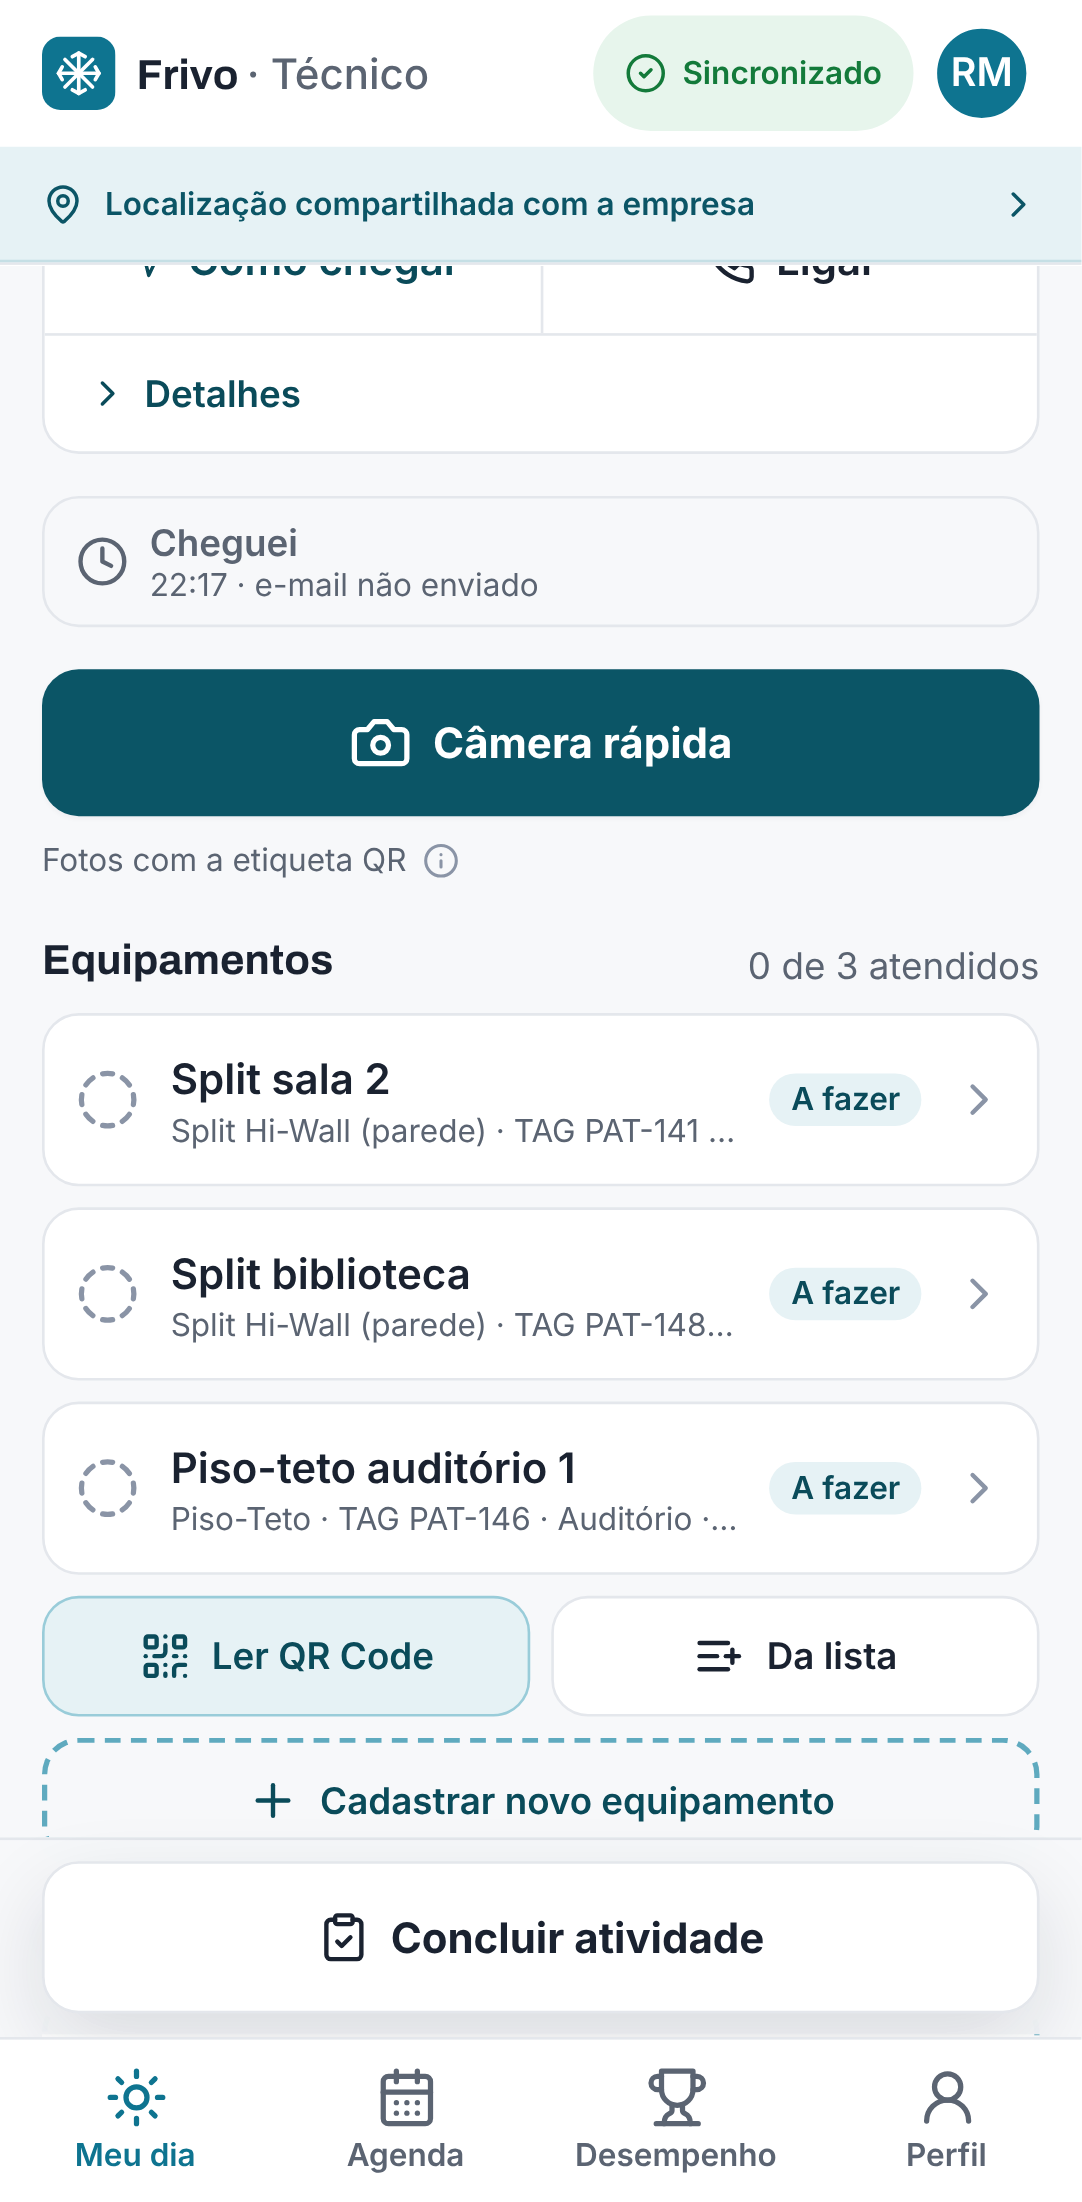 Frivo · Técnico
Sincronizado
RM
Localização compartilhada com a empresa
Como chegar
Ligar
Detalhes
Cheguei
22:17 · e-mail não enviado
Câmera rápida
Fotos com a etiqueta QR
Equipamentos
0 de 3 atendidos
Split sala 2
Split Hi-Wall (parede) · TAG PAT-141 ...
A fazer
Split biblioteca
Split Hi-Wall (parede) · TAG PAT-148...
A fazer
Piso-teto auditório 1
Piso-Teto · TAG PAT-146 · Auditório ·...
A fazer
Ler QR Code
Da lista
Cadastrar novo equipamento
Concluir atividade
Meu dia
Agenda
Desempenho
Perfil